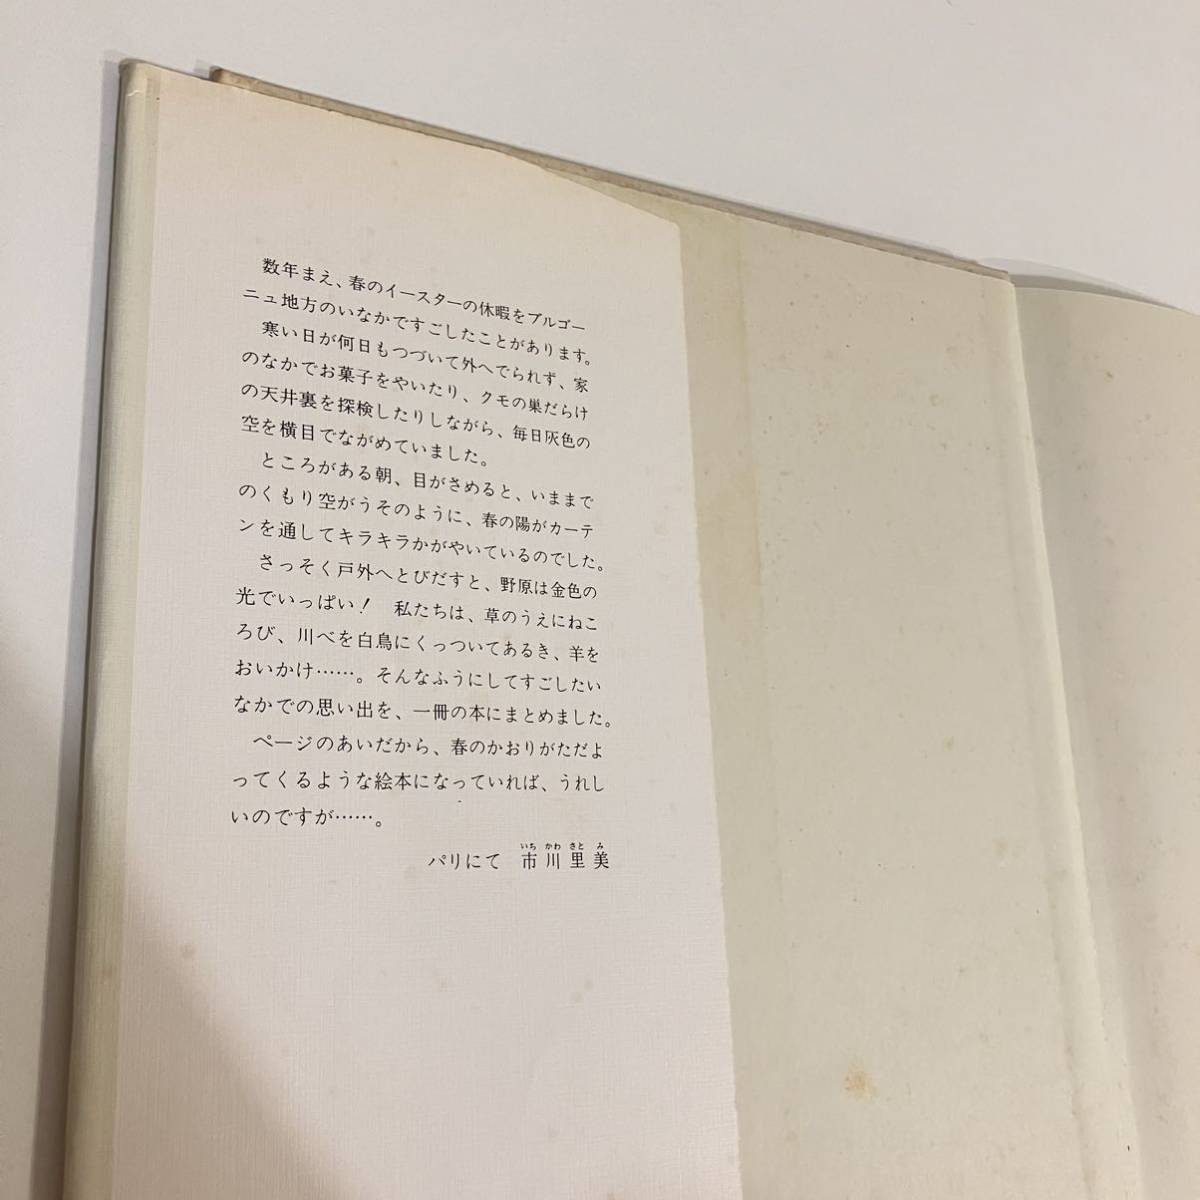 数年まえ、春のイースターの休暇をブルゴー
ニュ地方のいなかですごしたことがあります。
寒い日が何日もつづいて外へでられず、家
のなかでお菓子をやいたり、クモの巣だらけ
の天井裏を探検したりしながら、毎日灰色の
空を横目でながめていました。
ところがある朝、目がさめると、いままで
のくもり空がうそのように、春の陽がカーテ
ンを通してキラキラかがやいているのでした。
さっそく戸外へとびだすと、野原は金色の
光でいっぱい！　私たちは、草のうえにねこ
ろび、川べを白鳥にくっついてあるき、羊を
おいかけ……。そんなふうにしてすごしたい
なかでの思い出を、一冊の本にまとめました。
ページのあいだから、春のかおりがただよ
ってくるような絵本になっていれば、うれし
いのですが……。
いち かわ さと み
パリにて　市川里美